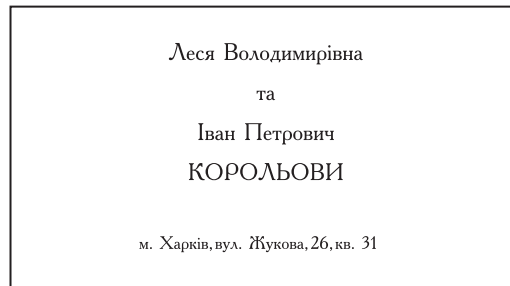 Леся Володимирівна
та
Іван Петрович
КОРОЛЬОВИ
м. Харків, вул. Жукова, 26, кв. 31